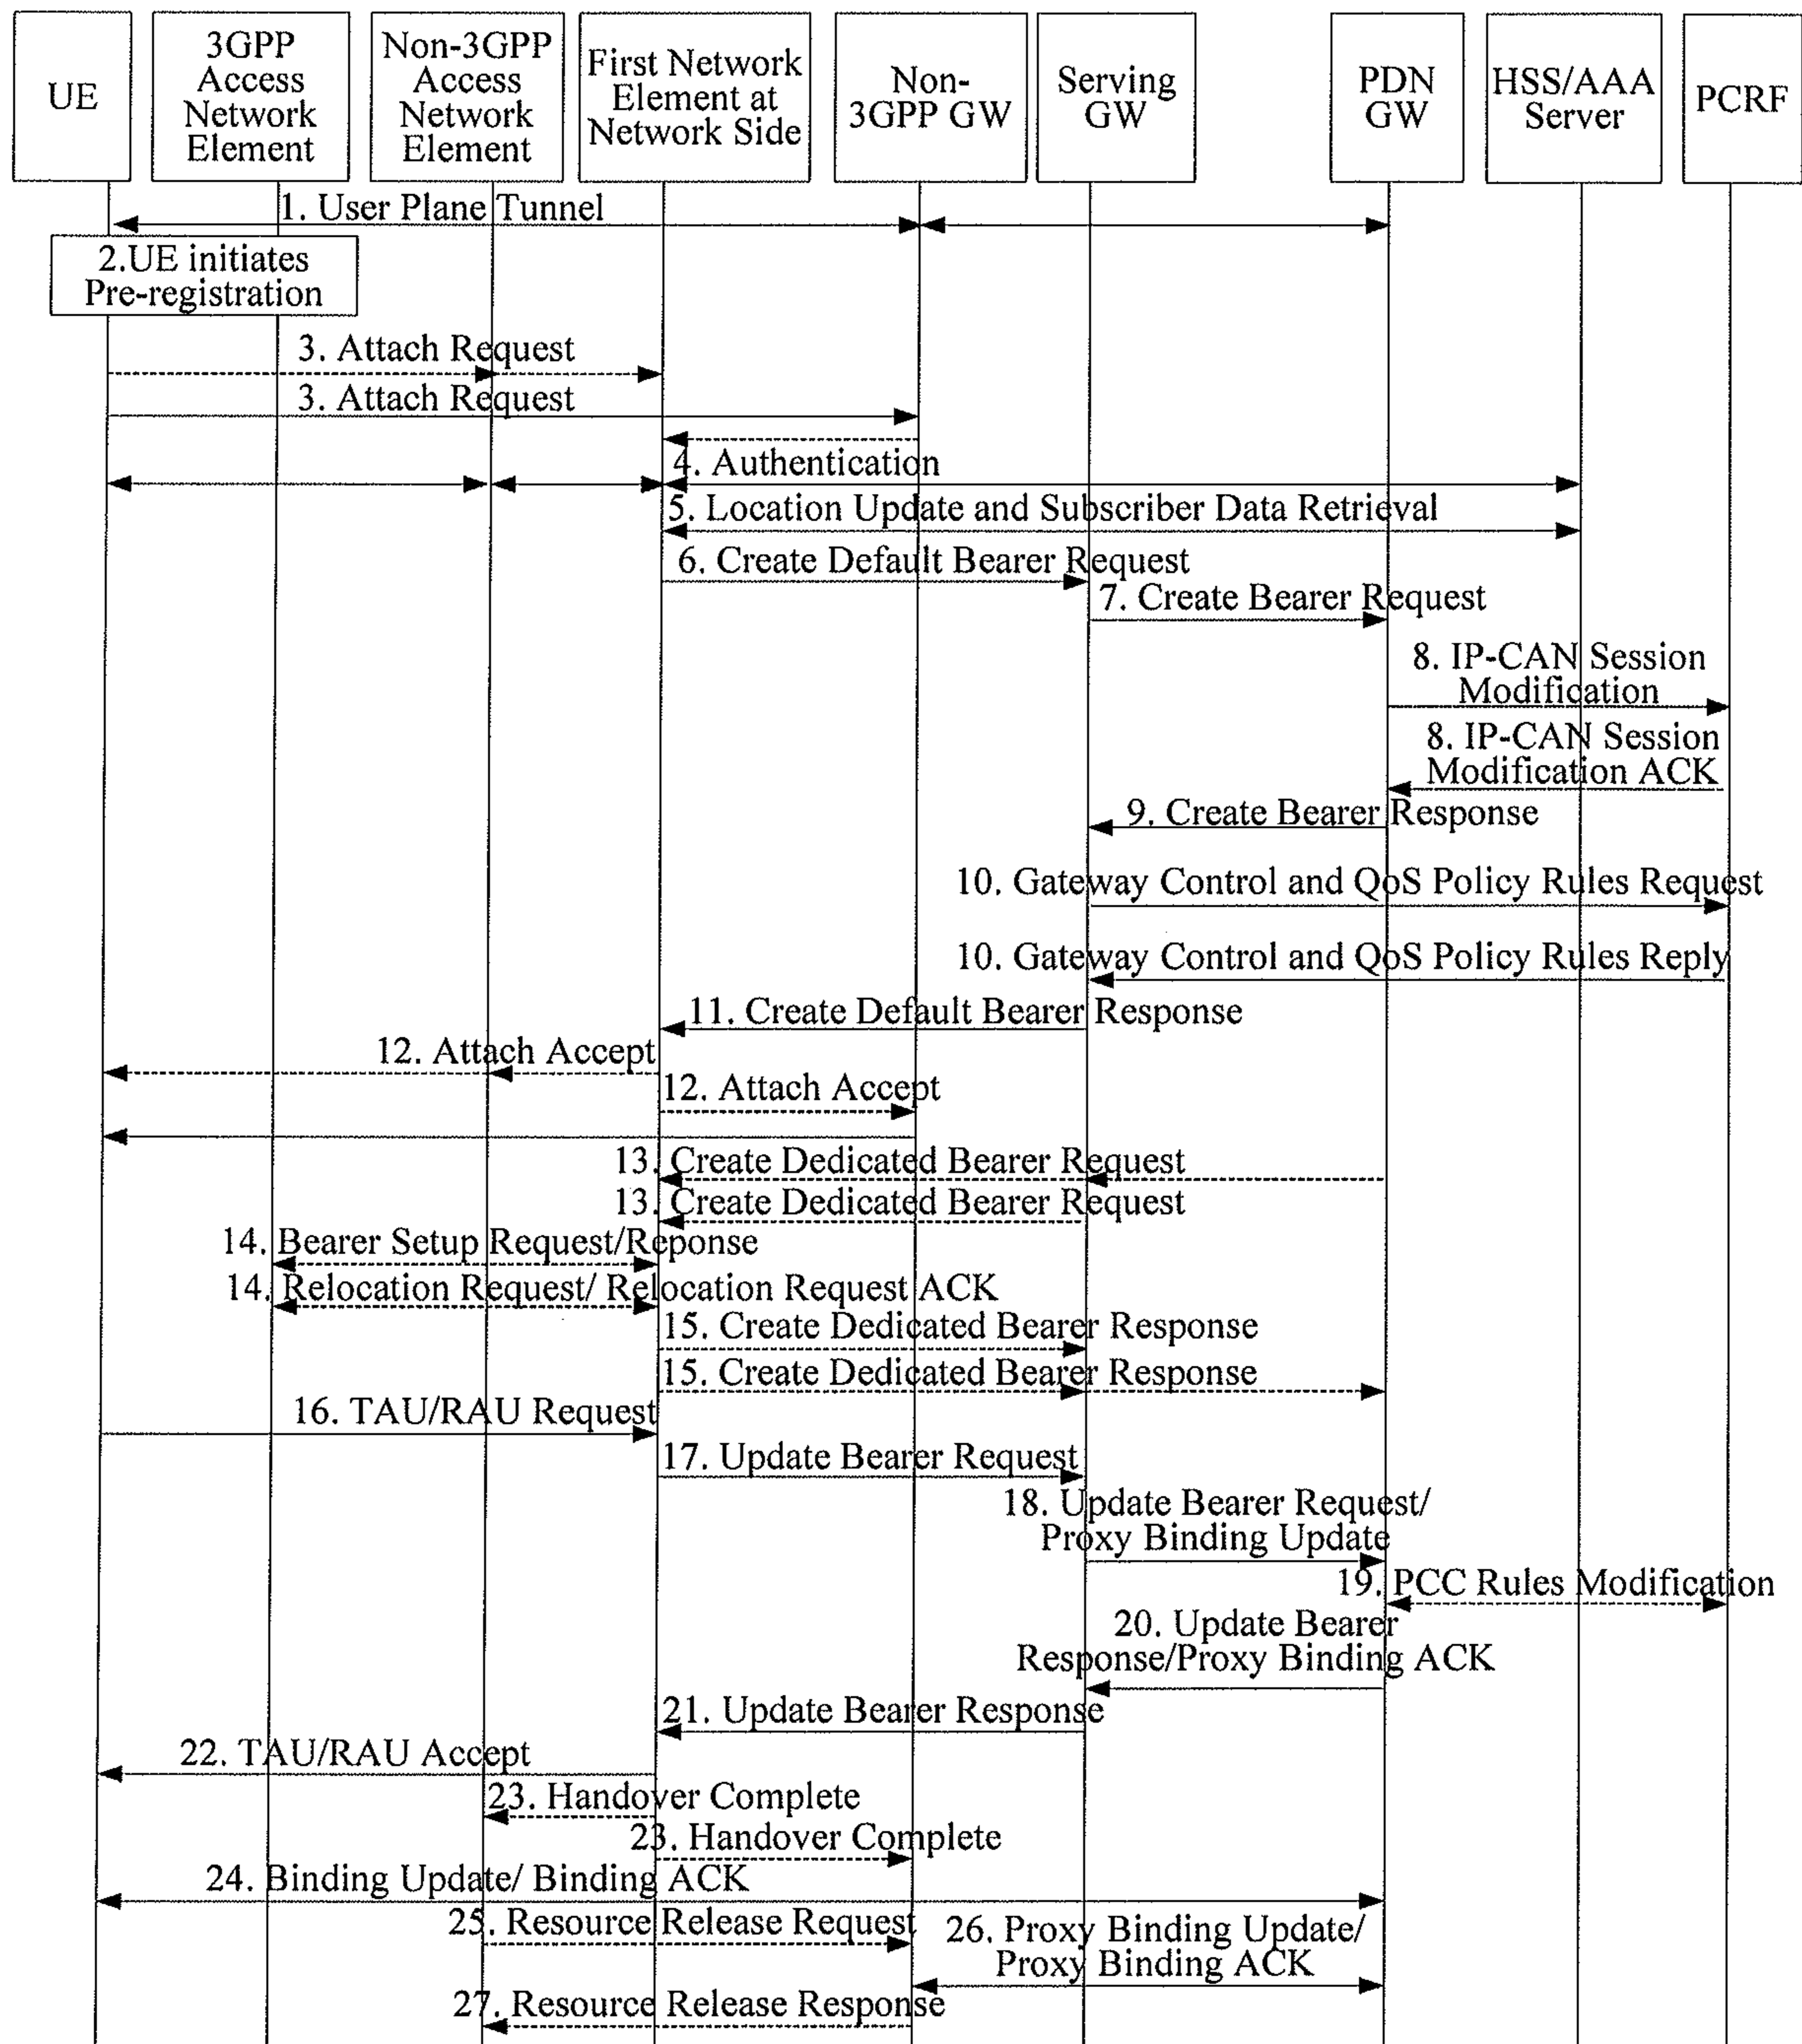 UE
3GPP
Access
Network
Element
Non-3GPP
Access
Network
Element
First Network
Element at
Network Side
Non-
3GPP GW
Serving
GW
PDN
GW
HSS/AAA
Server
PCRF
1. User Plane Tunnel
2.UE initiates
Pre-registration
3. Attach Request
3. Attach Request
4. Authentication
5. Location Update and Subscriber Data Retrieval
6. Create Default Bearer Request
7. Create Bearer Request
8. IP-CAN Session
Modification
8. IP-CAN Session
Modification ACK
9. Create Bearer Response
10. Gateway Control and QoS Policy Rules Request
10. Gateway Control and QoS Policy Rules Reply
11. Create Default Bearer Response
12. Attach Accept
12. Attach Accept
13. Create Dedicated Bearer Request
13. Create Dedicated Bearer Request
14. Bearer Setup Request/Reponse
14. Relocation Request/ Relocation Request ACK
15. Create Dedicated Bearer Response
15. Create Dedicated Bearer Response
16. TAU/RAU Request
17. Update Bearer Request
18. Update Bearer Request/
Proxy Binding Update
19. PCC Rules Modification
20. Update Bearer
Response/Proxy Binding ACK
21. Update Bearer Response
22. TAU/RAU Accept
23. Handover Complete
23. Handover Complete
24. Binding Update/ Binding ACK
25. Resource Release Request
26. Proxy Binding Update/
Proxy Binding ACK
27. Resource Release Response